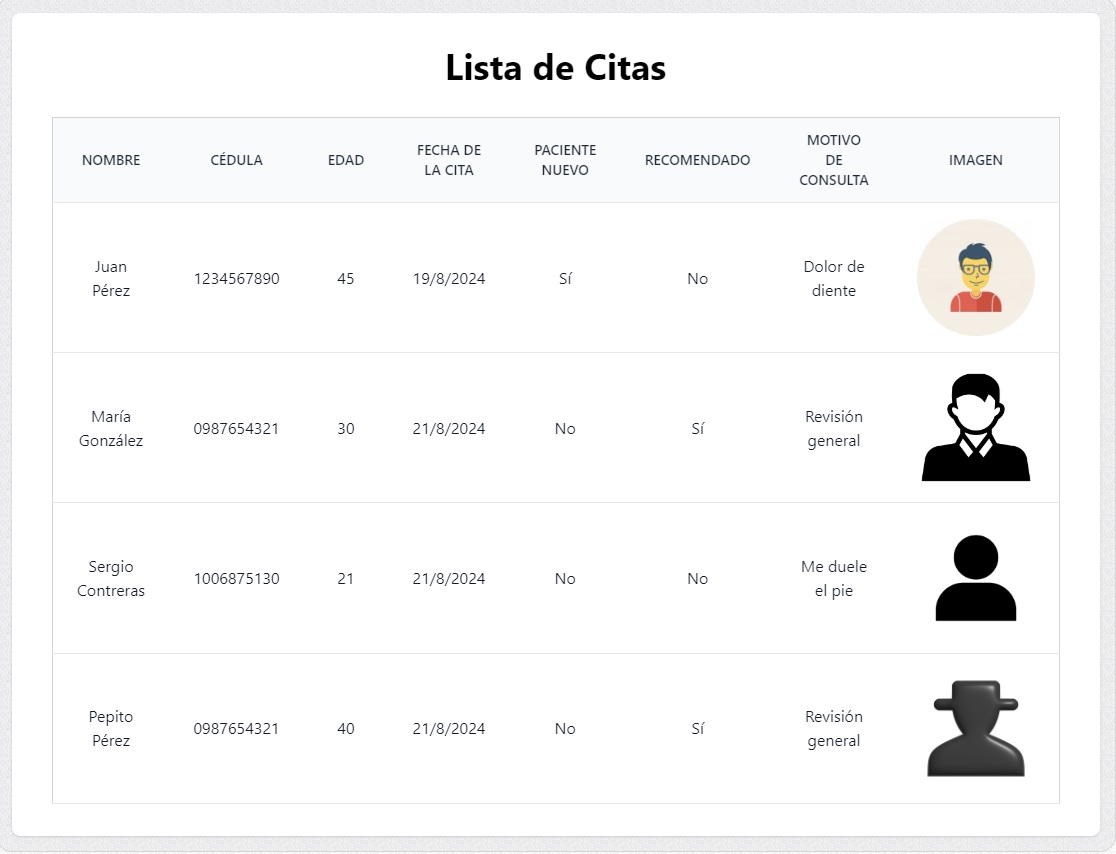 Lista de Citas
NOMBRE CÉDULA EDAD FECHA DE LA CITA PACIENTE NUEVO RECOMENDADO MOTIVO DE CONSULTA IMAGEN
Juan Pérez 1234567890 45 19/8/2024 Sí No Dolor de diente
María González 0987654321 30 21/8/2024 No Sí Revisión general
Sergio Contreras 1006875130 21 21/8/2024 No No Me duele el pie
Pepito Pérez 0987654321 40 21/8/2024 No Sí Revisión general